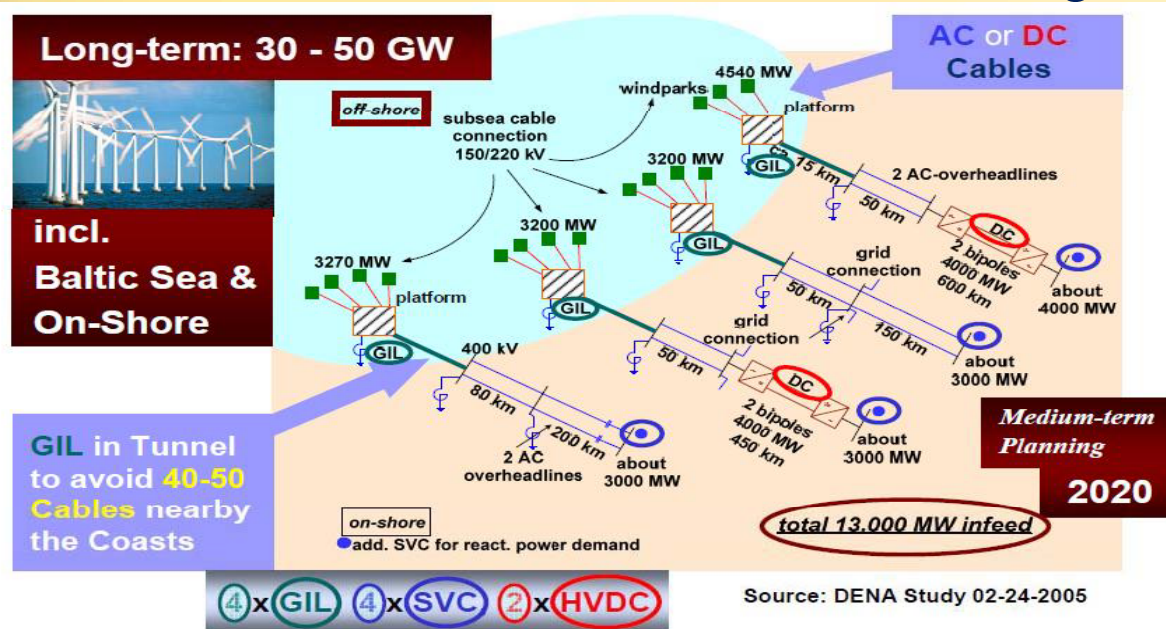 Long-term: 30 - 50 GW
AC or DC
Cables
off-shore
windparks
4540 MW
platform
subsea cable
connection
150/220 kV
GIL
ca. 15 km
2 AC-overheadlines
50 km
DC
2 bipoles
4000 MW
600 km
about
4000 MW
3200 MW
GIL
50 km
grid
connection
150 km
about
3000 MW
3200 MW
GIL
50 km
grid
connection
DC
2 bipoles
4000 MW
450 km
about
3000 MW
incl.
Baltic Sea &
On-Shore
3270 MW
platform
GIL
400 kV
80 km
200 km
2 AC
overheadlines
about
3000 MW
GIL in Tunnel
to avoid 40-50
Cables nearby
the Coasts
Medium-term
Planning
2020
on-shore
add. SVC for react. power demand
total 13,000 MW infeed
4 x GIL 4 x SVC 2 x HVDC
Source: DENA Study 02-24-2005